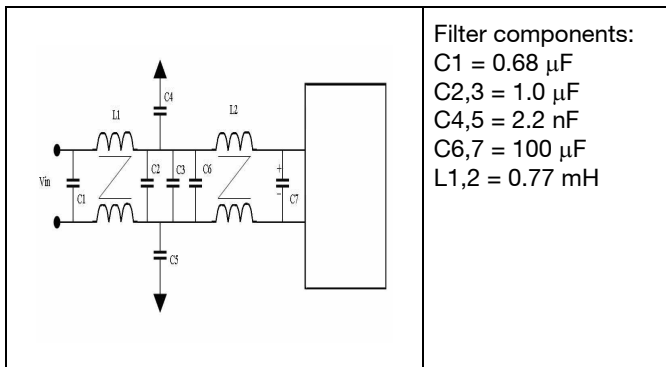 C4
L1
L2
Vin
C1
C2
C3
C6
+
−
C7
C5
Filter components:
C1 = 0.68 μF
C2,3 = 1.0 μF
C4,5 = 2.2 nF
C6,7 = 100 μF
L1,2 = 0.77 mH